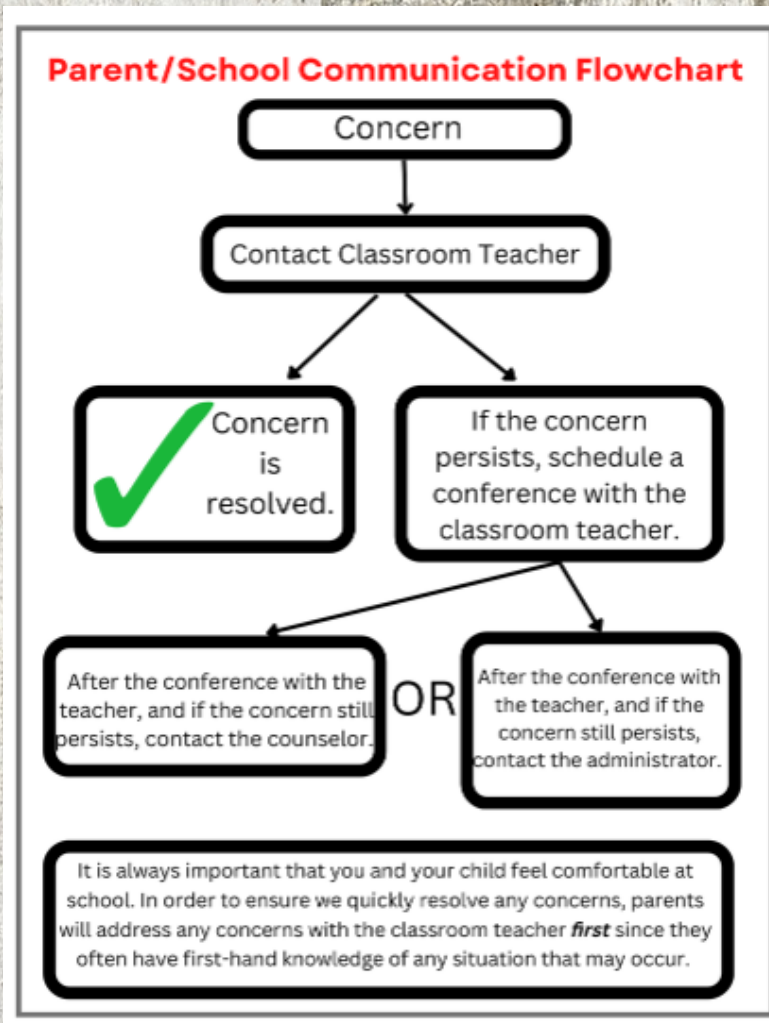 Parent/School Communication Flowchart
Concern
Contact Classroom Teacher
Concern
is
resolved.
If the concern
persists, schedule a
conference with the
classroom teacher.
After the conference with the
teacher, and if the concern still
persists, contact the counselor.
OR
After the conference with
the teacher, and if the
concern still persists,
contact the administrator.
It is always important that you and your child feel comfortable at
school. In order to ensure we quickly resolve any concerns, parents
will address any concerns with the classroom teacher first since they
often have first-hand knowledge of any situation that may occur.